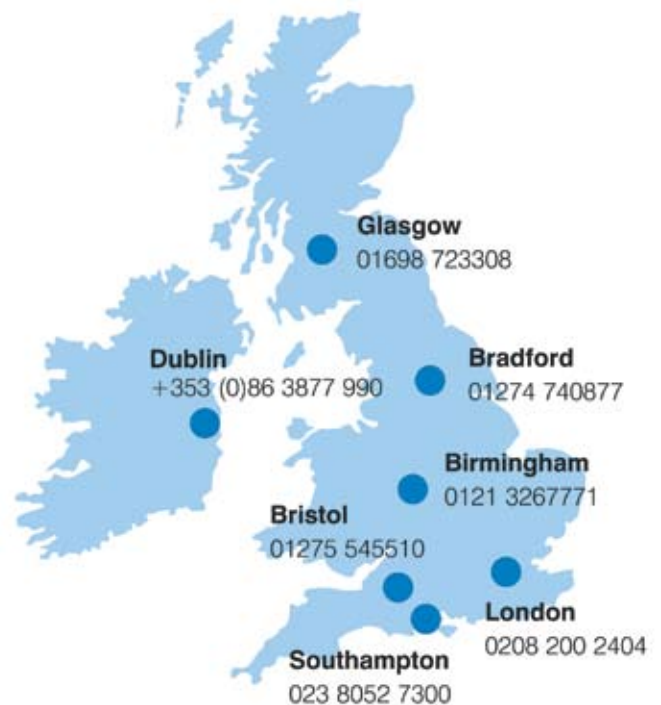 Glasgow
01698 723308
Dublin
+353 (0)86 3877 990
Bradford
01274 740877
Birmingham
0121 3267771
Bristol
01275 545510
London
0208 200 2404
Southampton
023 8052 7300